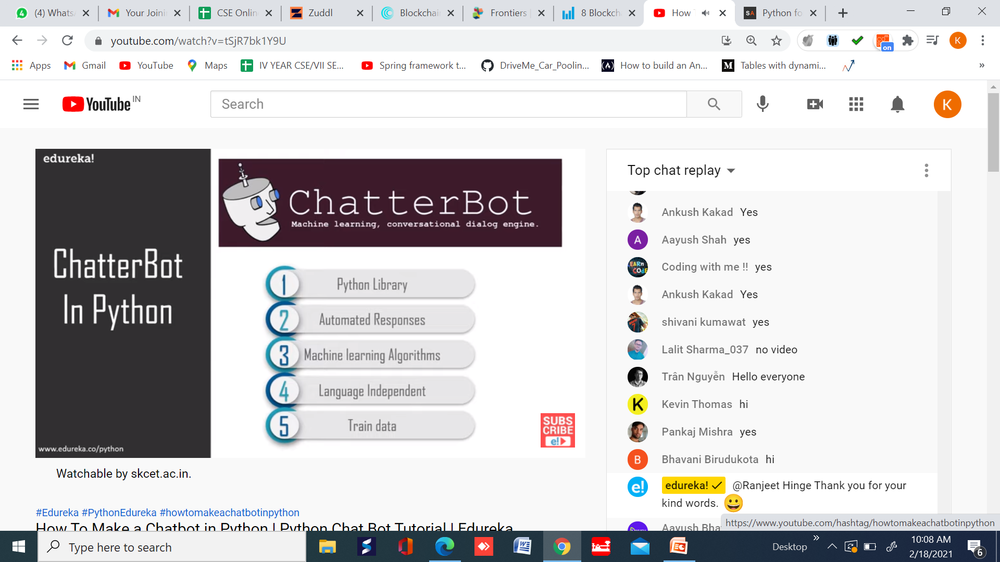 (4) Whats
Your Joini
CSE Onlin
Zuddl
Blockchai
Frontiers
8 Blockch
How
SA Python fo
youtube.com/watch?v=tSjR7bk1Y9U
on
K
Apps
Gmail
YouTube
Maps
IV YEAR CSE/VII SE...
Spring framework t...
DriveMe_Car_Poolin...
How to build an An...
Tables with dynami...
»
YouTube IN
Search
K
edureka!
ChatterBot
In Python
www.edureka.co/python
ChatterBot
Machine learning, conversational dialog engine.
1 Python Library
2 Automated Responses
3 Machine learning Algorithms
4 Language Independent
5 Train data
SUBS
CRIBE
e!
Watchable by skcet.ac.in.
#Edureka #PythonEdureka #howtomakeachatbotinpython
How To Make a Chatbot in Python | Python Chat Bot Tutorial | Edureka
Top chat replay
Ankush Kakad Yes
A Aayush Shah yes
EARn CODE Coding with me !! yes
Ankush Kakad Yes
shivani kumawat yes
Lalit Sharma_037 no video
Trân Nguyễn Hello everyone
K Kevin Thomas hi
Pankaj Mishra yes
B Bhavani Birudukota hi
e! edureka! @Ranjeet Hinge Thank you for your
kind words. 😀
Aayush Bha
https://www.youtube.com/hashtag/howtomakeachatbotinpython
Type here to search
Desktop
»
10:08 AM
2/18/2021
6